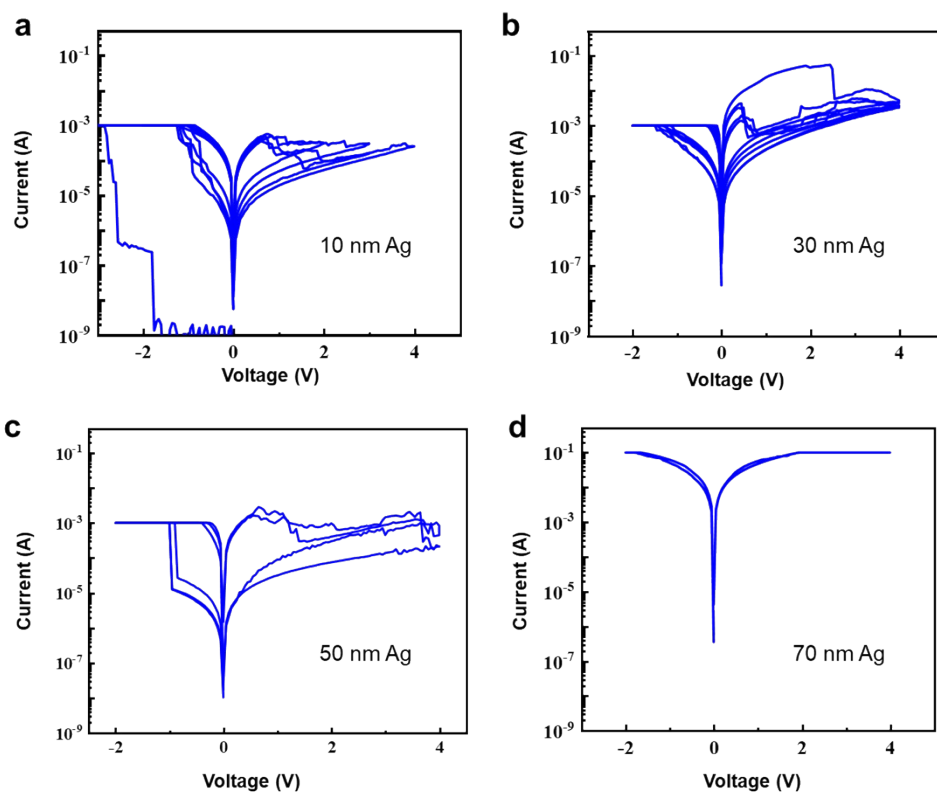 a
10⁻¹
10⁻³
10⁻⁵
10⁻⁷
10⁻⁹
Current (A)
10 nm Ag
-2 0 2 4
Voltage (V)
b
10⁻¹
10⁻³
10⁻⁵
10⁻⁷
10⁻⁹
Current (A)
30 nm Ag
-2 0 2 4
Voltage (V)
c
10⁻¹
10⁻³
10⁻⁵
10⁻⁷
10⁻⁹
Current (A)
50 nm Ag
-2 0 2 4
Voltage (V)
d
10⁻¹
10⁻³
10⁻⁵
10⁻⁷
10⁻⁹
Current (A)
70 nm Ag
-2 0 2 4
Voltage (V)